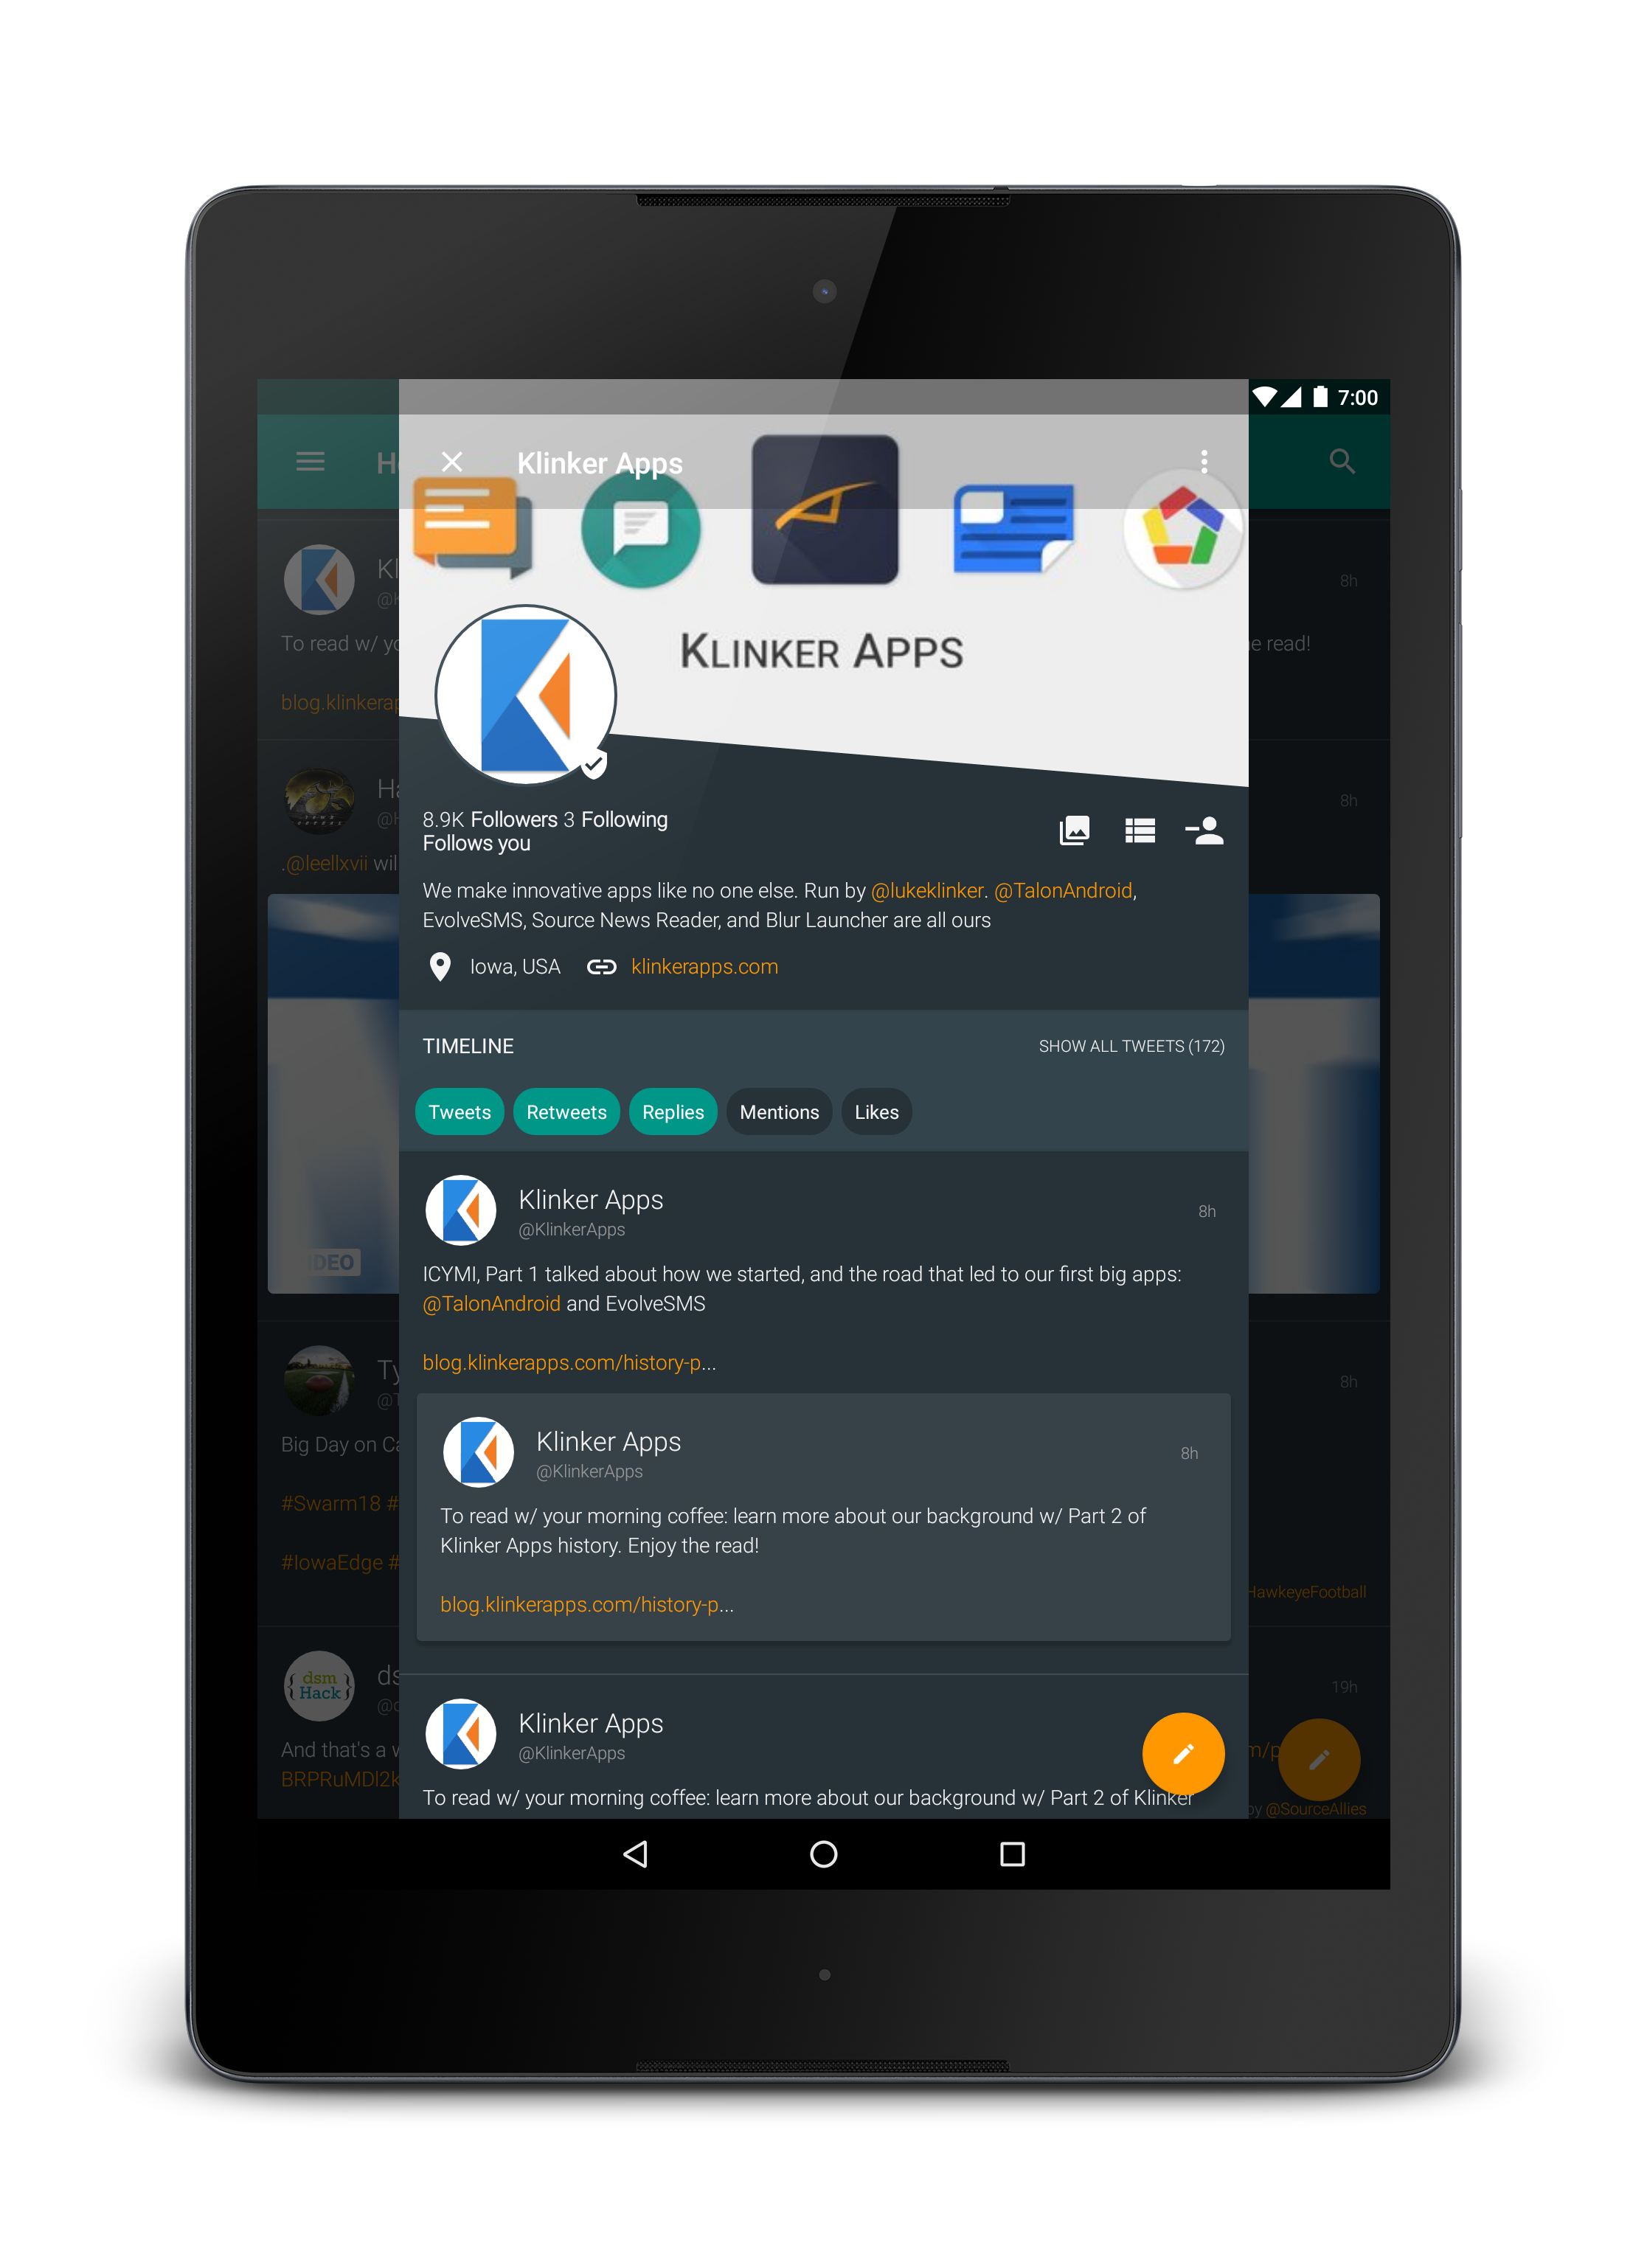 7:00
Klinker Apps
KLINKER APPS
8h
To read w/
read!
8h
.@leellxvii
8.9K Followers 3 Following
Follows you
We make innovative apps like no one else. Run by @lukeklinker. @TalonAndroid,
EvolveSMS, Source News Reader, and Blur Launcher are all ours
Iowa, USA klinkerapps.com
TIMELINE
SHOW ALL TWEETS (172)
Tweets Retweets Replies Mentions Likes
Klinker Apps
@KlinkerApps
8h
ICYMI, Part 1 talked about how we started, and the road that led to our first big apps:
@TalonAndroid and EvolveSMS
blog.klinkerapps.com/history-p...
Klinker Apps
@KlinkerApps
8h
To read w/ your morning coffee: learn more about our background w/ Part 2 of
Klinker Apps history. Enjoy the read!
blog.klinkerapps.com/history-p...
8h
Big Day on
#Swarm18
#IowaEdge
HawkeyeFootball
dsm
Hack
19h
And that's a
by @SourceAllies
Klinker Apps
@KlinkerApps
To read w/ your morning coffee: learn more about our background w/ Part 2 of Klinker